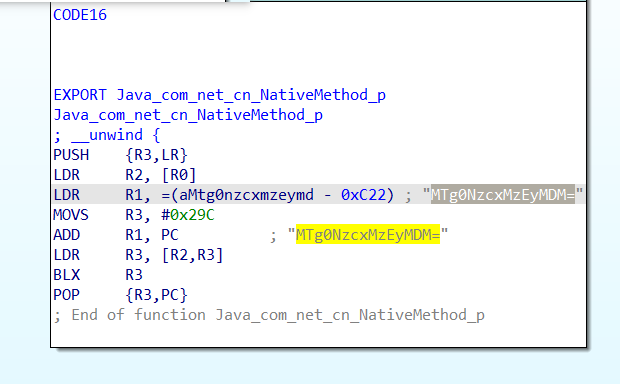 CODE16
EXPORT Java_com_net_cn_NativeMethod_p
Java_com_net_cn_NativeMethod_p
; __unwind {
PUSH {R3,LR}
LDR R2, [R0]
LDR R1, =(aMtg0nzcxmzeymd - 0xC22) ; "MTg0NzcxMzEyMDM="
MOVS R3, #0x29C
ADD R1, PC ; "MTg0NzcxMzEyMDM="
LDR R3, [R2,R3]
BLX R3
POP {R3,PC}
; End of function Java_com_net_cn_NativeMethod_p